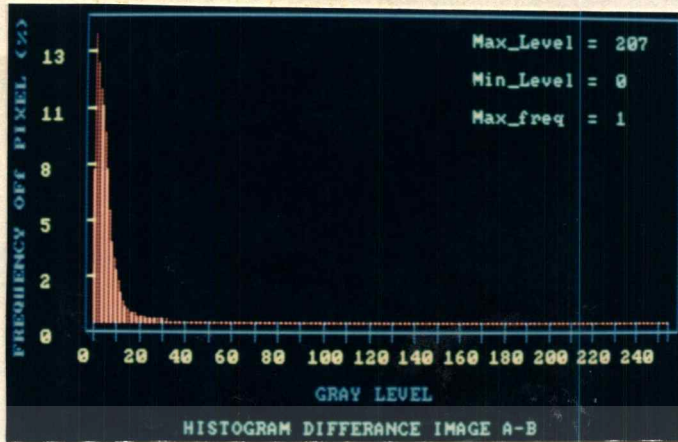 Max_Level = 207
Min_Level = 0
Max_freq = 1
FREQUENCY OFF PIXEL (%)
13
11
8
5
2
0
0 20 40 60 80 100 120 140 160 180 200 220 240
GRAY LEVEL
HISTOGRAM DIFFERANCE IMAGE A-B